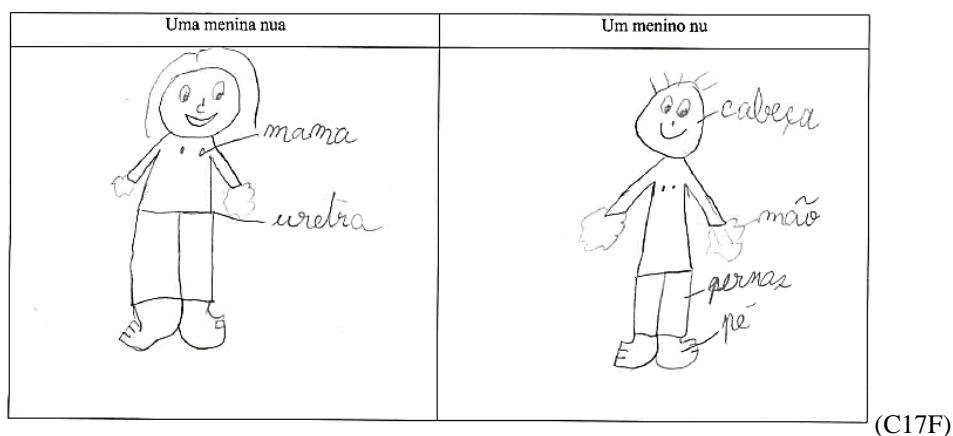 Uma menina nua
Um menino nu
mama
uretra
cabeça
mão
pernas
pé
(C17F)